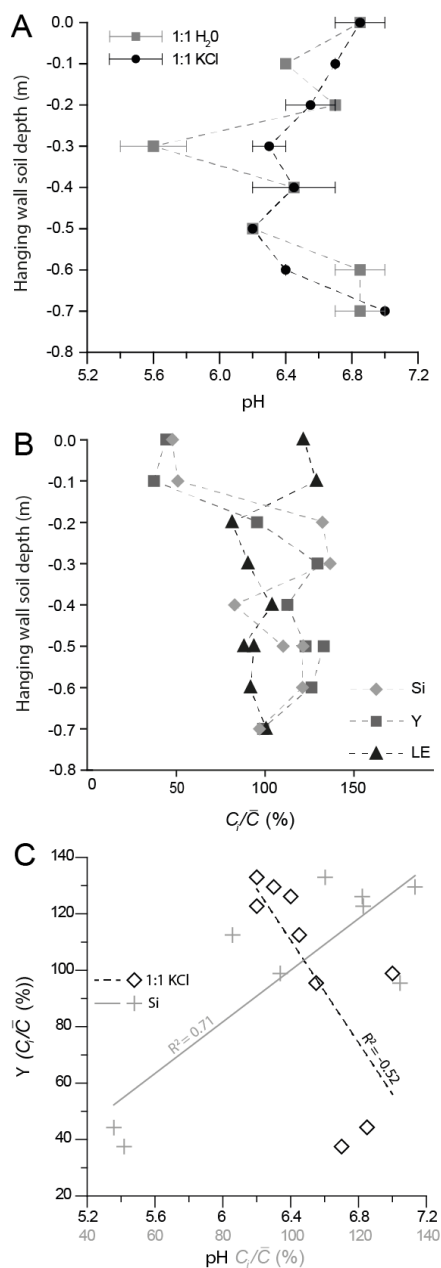 A
1:1 H₂0
1:1 KCl
Hanging wall soil depth (m)
0.0
-0.1
-0.2
-0.3
-0.4
-0.5
-0.6
-0.7
-0.8
5.2 5.6 6.0 6.4 6.8 7.2
pH
B
Hanging wall soil depth (m)
0.0
-0.1
-0.2
-0.3
-0.4
-0.5
-0.6
-0.7
-0.8
Si
Y
LE
0 50 100 150
Cᵢ/C̅ (%)
C
Y (Cᵢ/C̅ (%))
140
120
100
80
60
40
20
1:1 KCl
Si
R²= 0.71
R²=-0.52
5.2 5.6 6 6.4 6.8 7.2
40 60 80 100 120 140
pH Cᵢ/C̅ (%)